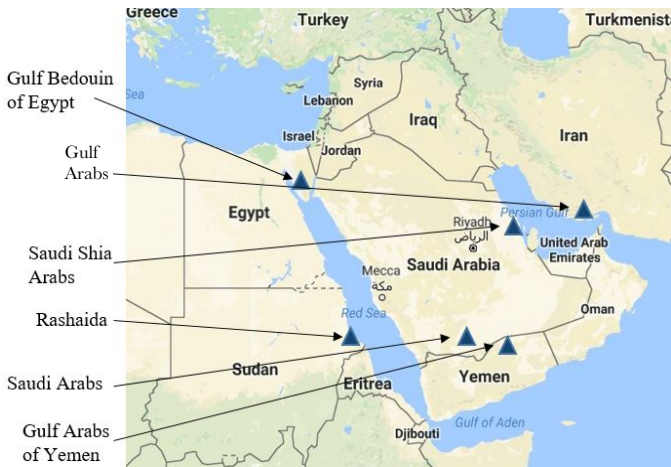 Greece
Turkey
Turkmenist
Gulf Bedouin
of Egypt
Sea
Syria
Lebanon
Iraq
Iran
Israel
Jordan
Gulf
Arabs
Egypt
Persian Gulf
Riyadh
الرياض
United Arab
Emirates
Saudi Shia
Arabs
Mecca
مكة
Saudi Arabia
Oman
Rashaida
Red Sea
Sudan
Eritrea
Yemen
Saudi Arabs
Gulf of Aden
Gulf Arabs
of Yemen
Djibouti